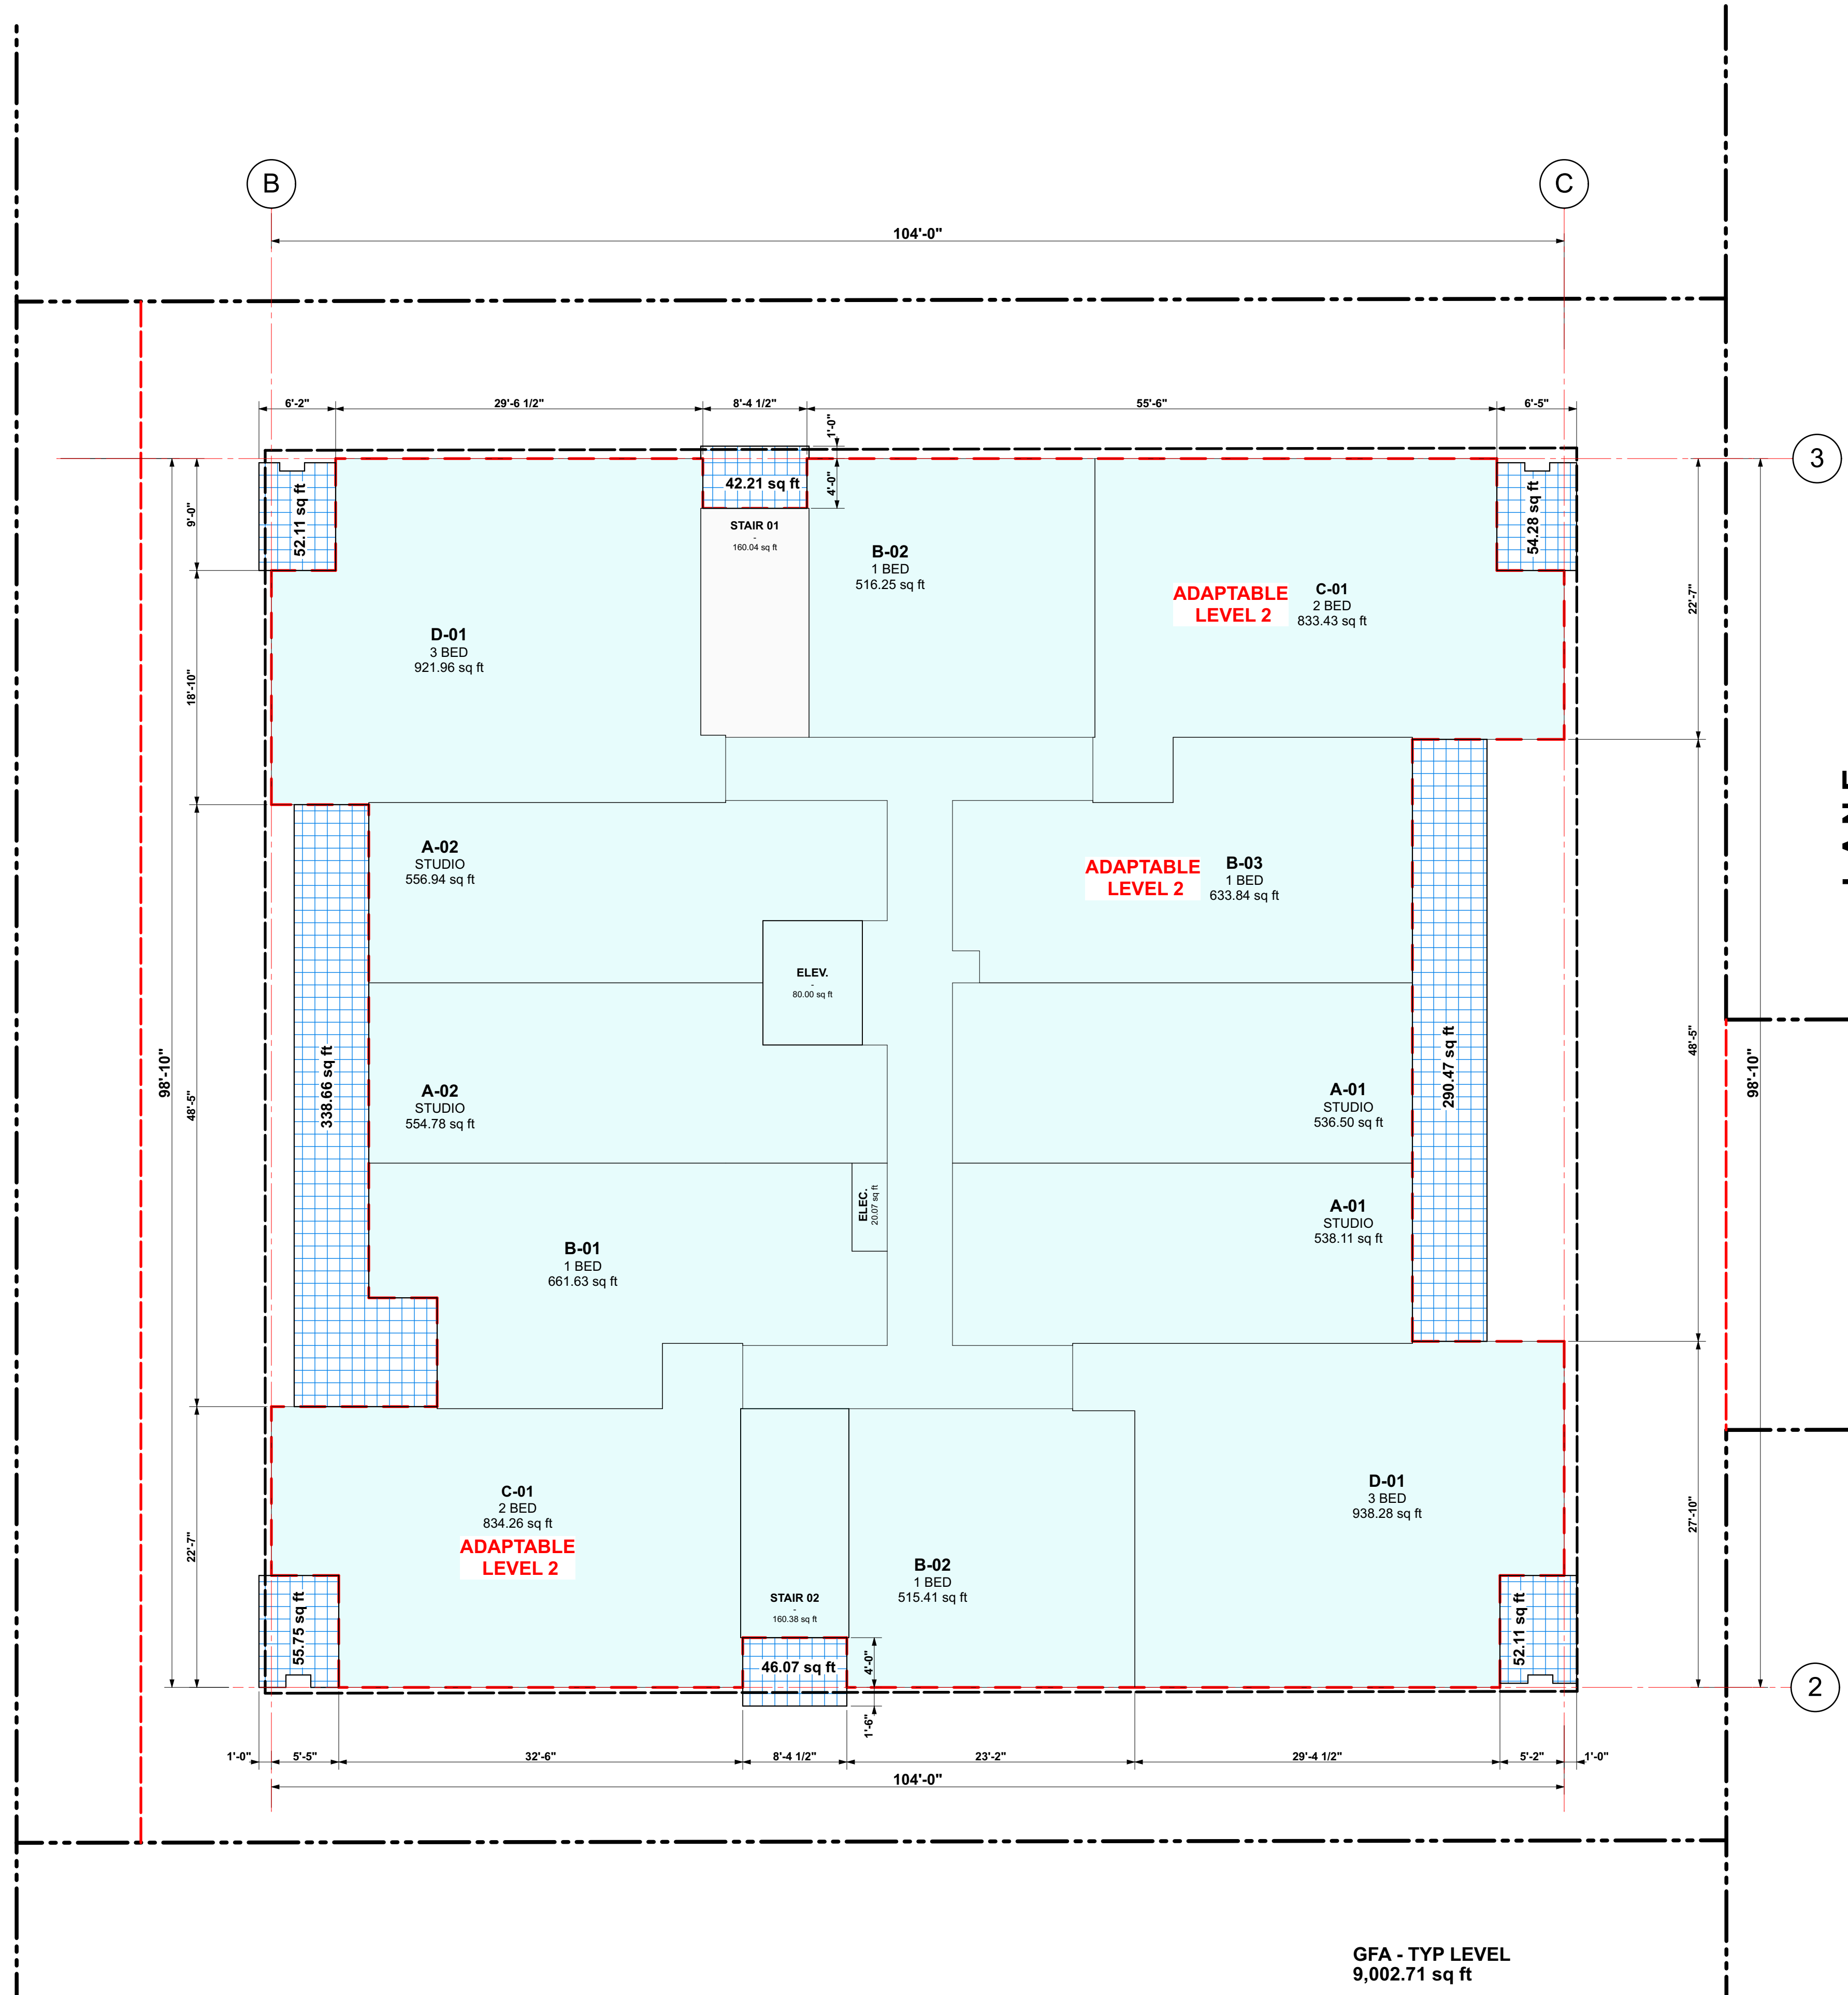 B
C
104'-0"
6'-2"
29'-6 1/2"
8'-4 1/2"
55'-6"
6'-5"
1'-0"
4'-0"
3
9'-0"
52.11 sq ft
42.21 sq ft
54.28 sq ft
STAIR 01
-
160.04 sq ft
B-02
1 BED
516.25 sq ft
ADAPTABLE
LEVEL 2
C-01
2 BED
833.43 sq ft
22'-7"
D-01
3 BED
921.96 sq ft
18'-10"
A-02
STUDIO
556.94 sq ft
ADAPTABLE
LEVEL 2
B-03
1 BED
633.84 sq ft
ELEV.
-
80.00 sq ft
98'-10"
48'-5"
338.66 sq ft
A-02
STUDIO
554.78 sq ft
A-01
STUDIO
536.50 sq ft
290.47 sq ft
48'-5"
98'-10"
ELEC.
20.07 sq ft
A-01
STUDIO
538.11 sq ft
B-01
1 BED
661.63 sq ft
C-01
2 BED
834.26 sq ft
ADAPTABLE
LEVEL 2
22'-7"
D-01
3 BED
938.28 sq ft
27'-10"
B-02
1 BED
515.41 sq ft
STAIR 02
-
160.38 sq ft
55.75 sq ft
46.07 sq ft
4'-0"
52.11 sq ft
2
1'-6"
1'-0"
5'-5"
32'-6"
8'-4 1/2"
23'-2"
29'-4 1/2"
5'-2"
1'-0"
104'-0"
GFA - TYP LEVEL
9,002.71 sq ft